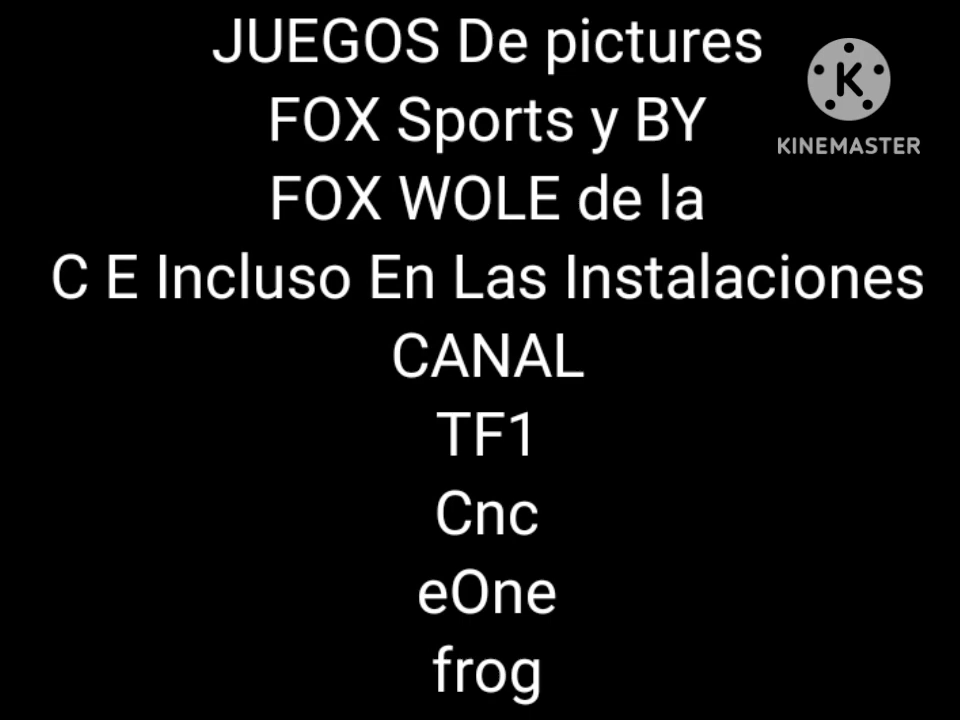 JUEGOS De pictures
FOX Sports y BY
FOX WOLE de la
C E Incluso En Las Instalaciones
CANAL
TF1
Cnc
eOne
frog
K
KINEMASTER